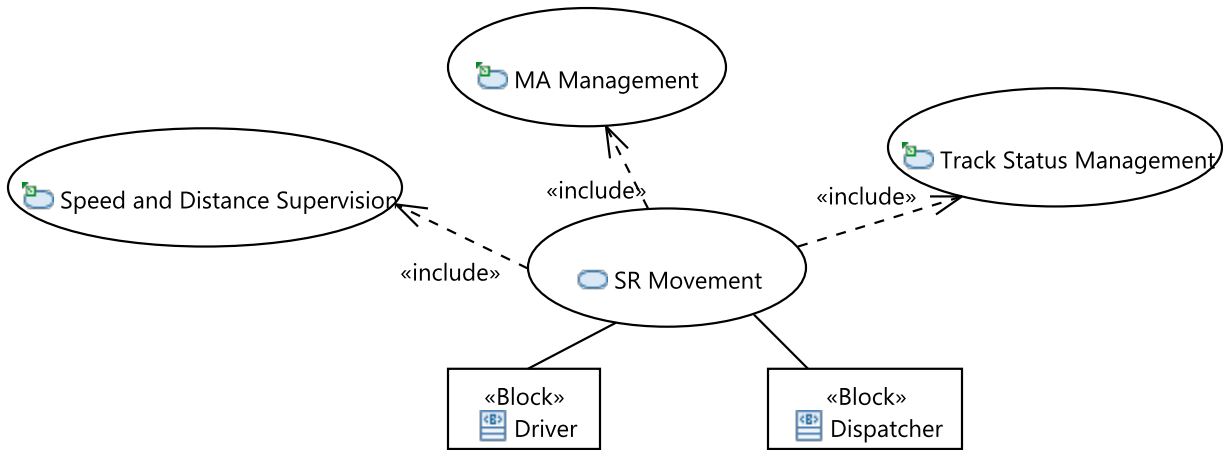 MA Management
Track Status Management
Speed and Distance Supervision
«include»
«include»
«include»
SR Movement
«Block»
Driver
«Block»
Dispatcher